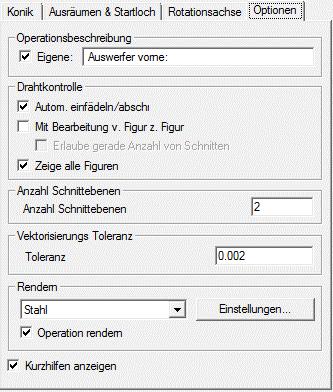 Konik Ausräumen & Startloch Rotationsachse Optionen
Operationsbeschreibung
Eigene: Auswerfer vorne:
Drahtkontrolle
Autom. einfädeln/abschı
Mit Bearbeitung v. Figur z. Figur
Erlaube gerade Anzahl von Schnitten
Zeige alle Figuren
Anzahl Schnittebenen
Anzahl Schnittebenen 2
Vektorisierungs Toleranz
Toleranz 0.002
Rendern
Stahl Einstellungen...
Operation rendern
Kurzhilfen anzeigen